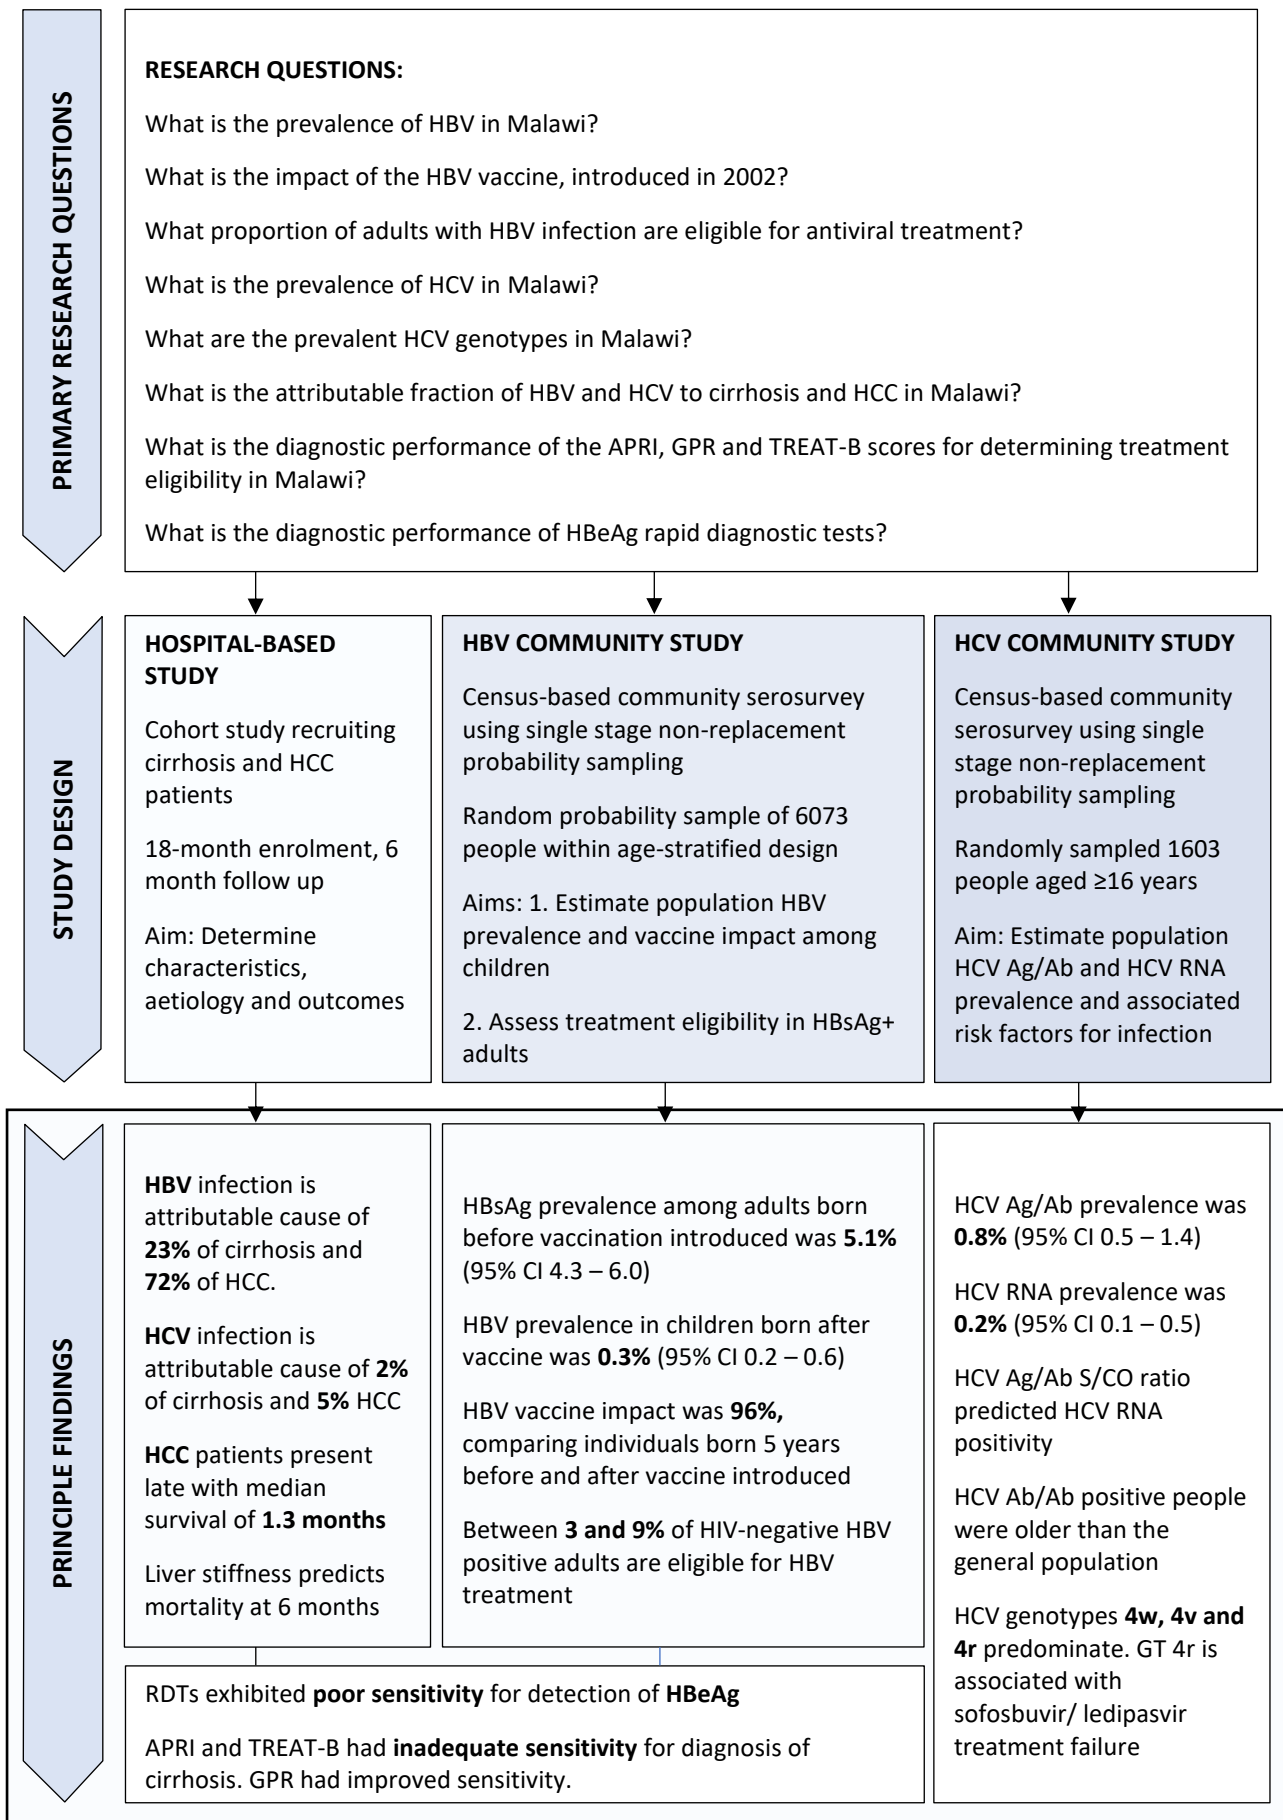 PRIMARY RESEARCH QUESTIONS
RESEARCH QUESTIONS:
What is the prevalence of HBV in Malawi?
What is the impact of the HBV vaccine, introduced in 2002?
What proportion of adults with HBV infection are eligible for antiviral treatment?
What is the prevalence of HCV in Malawi?
What are the prevalent HCV genotypes in Malawi?
What is the attributable fraction of HBV and HCV to cirrhosis and HCC in Malawi?
What is the diagnostic performance of the APRI, GPR and TREAT-B scores for determining treatment
eligibility in Malawi?
What is the diagnostic performance of HBeAg rapid diagnostic tests?
STUDY DESIGN
HOSPITAL-BASED
STUDY
Cohort study recruiting
cirrhosis and HCC
patients
18-month enrolment, 6
month follow up
Aim: Determine
characteristics,
aetiology and outcomes
HBV COMMUNITY STUDY
Census-based community serosurvey
using single stage non-replacement
probability sampling
Random probability sample of 6073
people within age-stratified design
Aims: 1. Estimate population HBV
prevalence and vaccine impact among
children
2. Assess treatment eligibility in HBsAg+
adults
HCV COMMUNITY STUDY
Census-based community
serosurvey using single
stage non-replacement
probability sampling
Randomly sampled 1603
people aged ≥16 years
Aim: Estimate population
HCV Ag/Ab and HCV RNA
prevalence and associated
risk factors for infection
PRINCIPLE FINDINGS
HBV infection is
attributable cause of
23% of cirrhosis and
72% of HCC.
HCV infection is
attributable cause of 2%
of cirrhosis and 5% HCC
HCC patients present
late with median
survival of 1.3 months
Liver stiffness predicts
mortality at 6 months
HBsAg prevalence among adults born
before vaccination introduced was 5.1%
(95% CI 4.3 – 6.0)
HBV prevalence in children born after
vaccine was 0.3% (95% CI 0.2 – 0.6)
HBV vaccine impact was 96%,
comparing individuals born 5 years
before and after vaccine introduced
Between 3 and 9% of HIV-negative HBV
positive adults are eligible for HBV
treatment
HCV Ag/Ab prevalence was
0.8% (95% CI 0.5 – 1.4)
HCV RNA prevalence was
0.2% (95% CI 0.1 – 0.5)
HCV Ag/Ab S/CO ratio
predicted HCV RNA
positivity
HCV Ab/Ab positive people
were older than the
general population
HCV genotypes 4w, 4v and
4r predominate. GT 4r is
associated with
sofosbuvir/ ledipasvir
treatment failure
RDTs exhibited poor sensitivity for detection of HBeAg
APRI and TREAT-B had inadequate sensitivity for diagnosis of
cirrhosis. GPR had improved sensitivity.